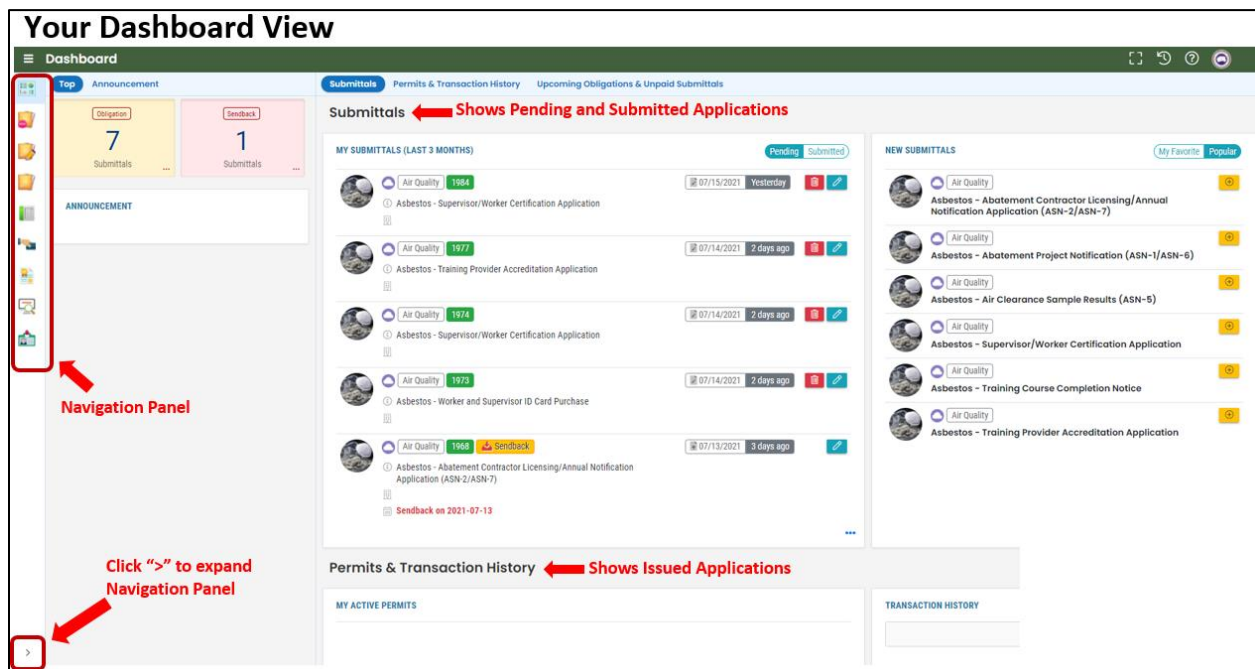 Your Dashboard View
Dashboard
Top Announcement
Submittals Permits & Transaction History Upcoming Obligations & Unpaid Submittals
Obligation
7
Submittals
...
Sendback
1
Submittals
...
ANNOUNCEMENT
Navigation Panel
Click “>” to expand
Navigation Panel
>
Submittals
Shows Pending and Submitted Applications
MY SUBMITTALS (LAST 3 MONTHS)
Pending Submitted
Air Quality 1984 07/15/2021 Yesterday
Asbestos - Supervisor/Worker Certification Application
Air Quality 1977 07/14/2021 2 days ago
Asbestos - Training Provider Accreditation Application
Air Quality 1974 07/14/2021 2 days ago
Asbestos - Supervisor/Worker Certification Application
Air Quality 1973 07/14/2021 2 days ago
Asbestos - Worker and Supervisor ID Card Purchase
Air Quality 1968 Sendback 07/13/2021 3 days ago
Asbestos - Abatement Contractor Licensing/Annual Notification
Application (ASN-2/ASN-7)
Sendback on 2021-07-13
...
NEW SUBMITTALS
My Favorite Popular
Air Quality
Asbestos - Abatement Contractor Licensing/Annual
Notification Application (ASN-2/ASN-7)
Air Quality
Asbestos - Abatement Project Notification (ASN-1/ASN-6)
Air Quality
Asbestos - Air Clearance Sample Results (ASN-5)
Air Quality
Asbestos - Supervisor/Worker Certification Application
Air Quality
Asbestos - Training Course Completion Notice
Air Quality
Asbestos - Training Provider Accreditation Application
Permits & Transaction History
Shows Issued Applications
MY ACTIVE PERMITS
TRANSACTION HISTORY